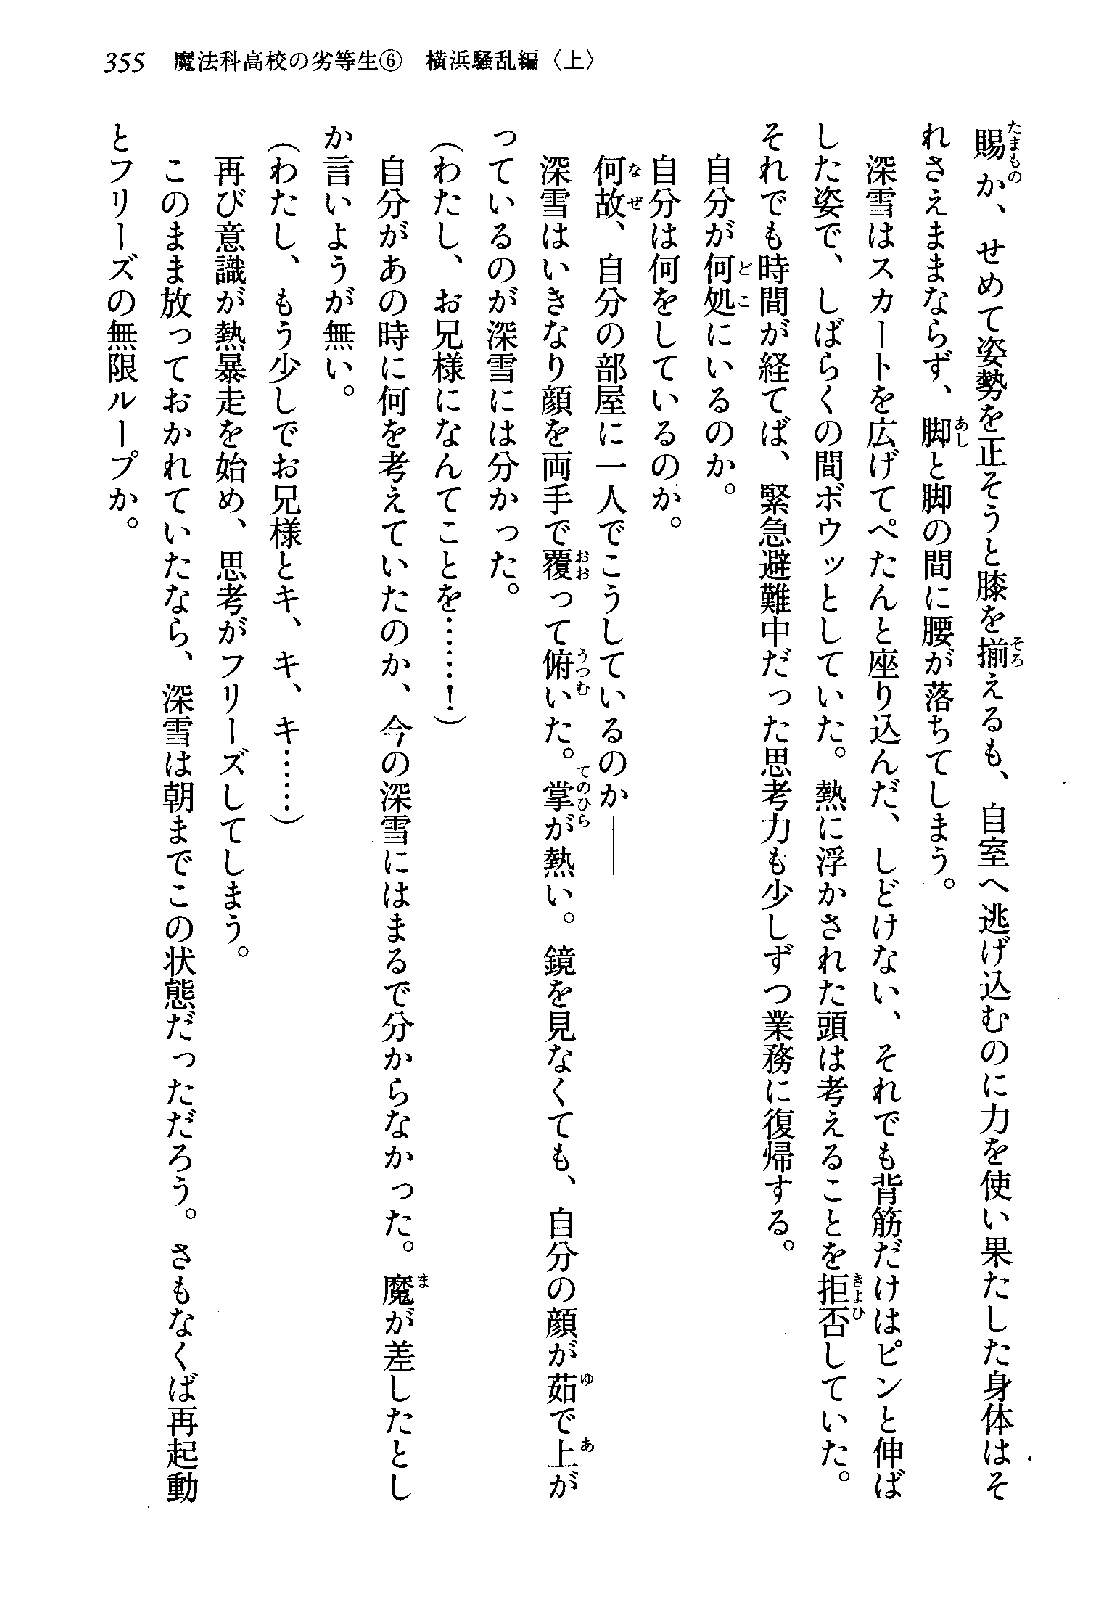 355　魔法科高校の劣等生⑥　横浜騒乱編〈上〉
賜か、せめて姿勢を正そうと膝を揃えるも、自室へ逃げ込むのに力を使い果たした身体はそ
れさえままならず、脚と脚の間に腰が落ちてしまう。
　深雪はスカートを広げてぺたんと座り込んだ、しどけない、それでも背筋だけはピンと伸ば
した姿で、しばらくの間ボウッとしていた。熱に浮かされた頭は考えることを拒否していた。
それでも時間が経てば、緊急避難中だった思考力も少しずつ業務に復帰する。
　自分が何処にいるのか。
　自分は何をしているのか。
　何故、自分の部屋に一人でこうしているのか――
　深雪はいきなり顔を両手で覆って俯いた。掌が熱い。鏡を見なくても、自分の顔が茹で上が
っているのが深雪には分かった。
（わたし、お兄様になんてことを……！）
　自分があの時に何を考えていたのか、今の深雪にはまるで分からなかった。魔が差したとし
か言いようが無い。
（わたし、もう少しでお兄様とキ、キ、キ……）
　再び意識が熱暴走を始め、思考がフリーズしてしまう。
　このまま放っておかれていたなら、深雪は朝までこの状態だっただろう。さもなくば再起動
とフリーズの無限ループか。